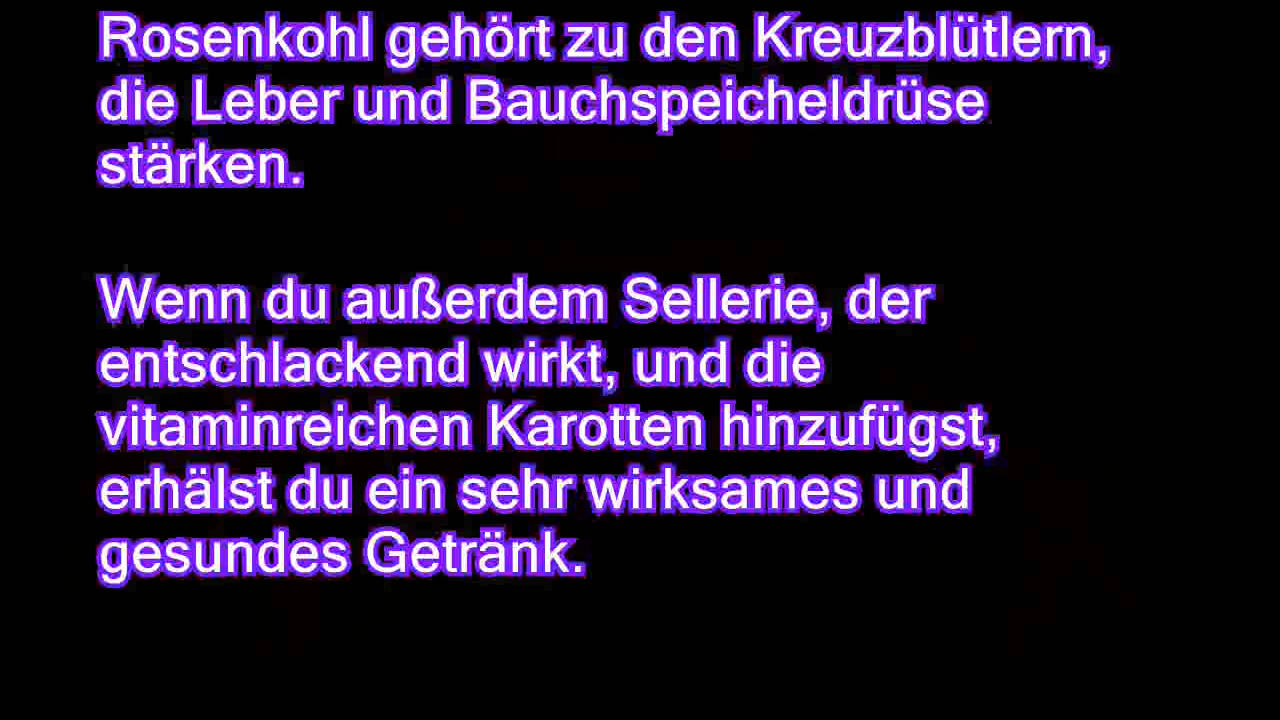 Rosenkohl gehört zu den Kreuzblütlern,
die Leber und Bauchspeicheldrüse
stärken.
Wenn du außerdem Sellerie, der
entschlackend wirkt, und die
vitaminreichen Karotten hinzufügst,
erhälst du ein sehr wirksames und
gesundes Getränk.